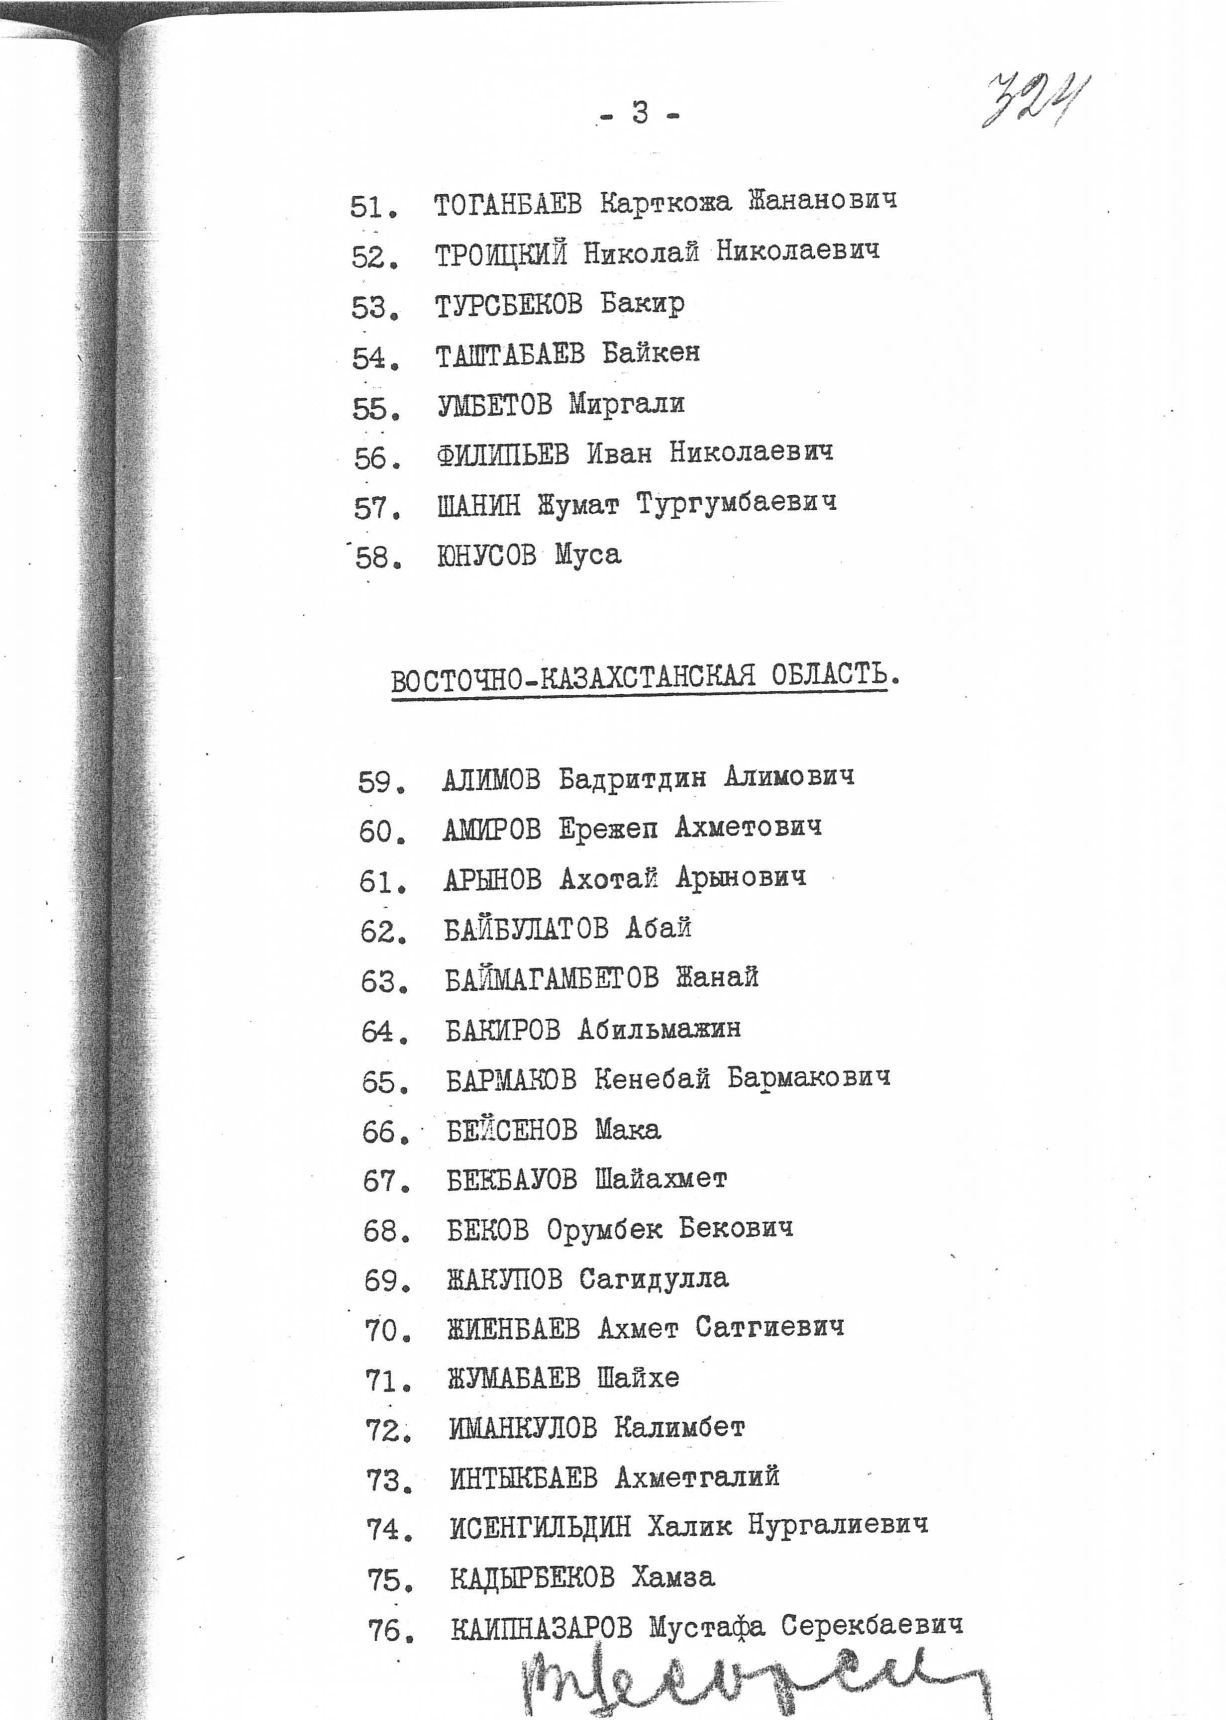 324
- 3 -
51. ТОГАНБАЕВ Карткожа Жананович
52. ТРОИЦКИЙ Николай Николаевич
53. ТУРСБЕКОВ Бакир
54. ТАШТАБАЕВ Байкен
55. УМБЕТОВ Миргали
56. ФИЛИПЬЕВ Иван Николаевич
57. ШАНИН Жумат Тургумбаевич
58. ЮНУСОВ Муса
ВОСТОЧНО-КАЗАХСТАНСКАЯ ОБЛАСТЬ.
59. АЛИМОВ Бадритдин Алимович
60. АМИРОВ Ережеп Ахметович
61. АРЫНОВ Ахотай Арынович
62. БАЙБУЛАТОВ Абай
63. БАЙМАГАМБЕТОВ Жанай
64. БАКИРОВ Абильмажин
65. БАРМАКОВ Кенебай Бармакович
66. БЕЙСЕНОВ Мака
67. БЕКБАУОВ Шайахмет
68. БЕКОВ Орумбек Бекович
69. ЖАКУПОВ Сагидулла
70. ЖИЕНБАЕВ Ахмет Сатгиевич
71. ЖУМАБАЕВ Шайхе
72. ИМАНКУЛОВ Калимбет
73. ИНТЫКБАЕВ Ахметгалий
74. ИСЕНГИЛЬДИН Халик Нургалиевич
75. КАДЫРБЕКОВ Хамза
76. КАИПНАЗАРОВ Мустафа Серекбаевич